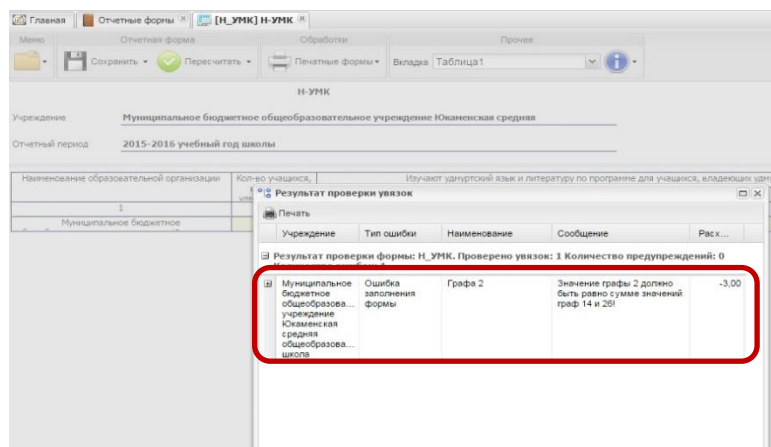 Главная Отчетные формы [Н_УМК] Н-УМК
Меню Отчетная форма Обработки Прочее
Сохранить Пересчитать Печатные формы Вкладка Таблица1
Н-УМК
Учреждение Муниципальное бюджетное общеобразовательное учреждение Юкаменская средняя
Отчетный период 2015-2016 учебный год школы
Наименование образовательной организации Кол-во учащихся, Изучают удмуртский язык и литературу по программе для учащихся, владеющих
1
Муниципальное бюджетное
Результат проверки увязок
Печать
Учреждение Тип ошибки Наименование Сообщение Расх...
Результат проверки формы: Н_УМК. Проверено увязок: 1 Количество предупреждений: 0
Муниципальное Ошибка Графа 2 Значение графы 2 должно -3,00
бюджетное заполнения быть равно сумме значений
общеобразова... формы граф 14 и 26!
учреждение
Юкаменская
средняя
общеобразова...
школа